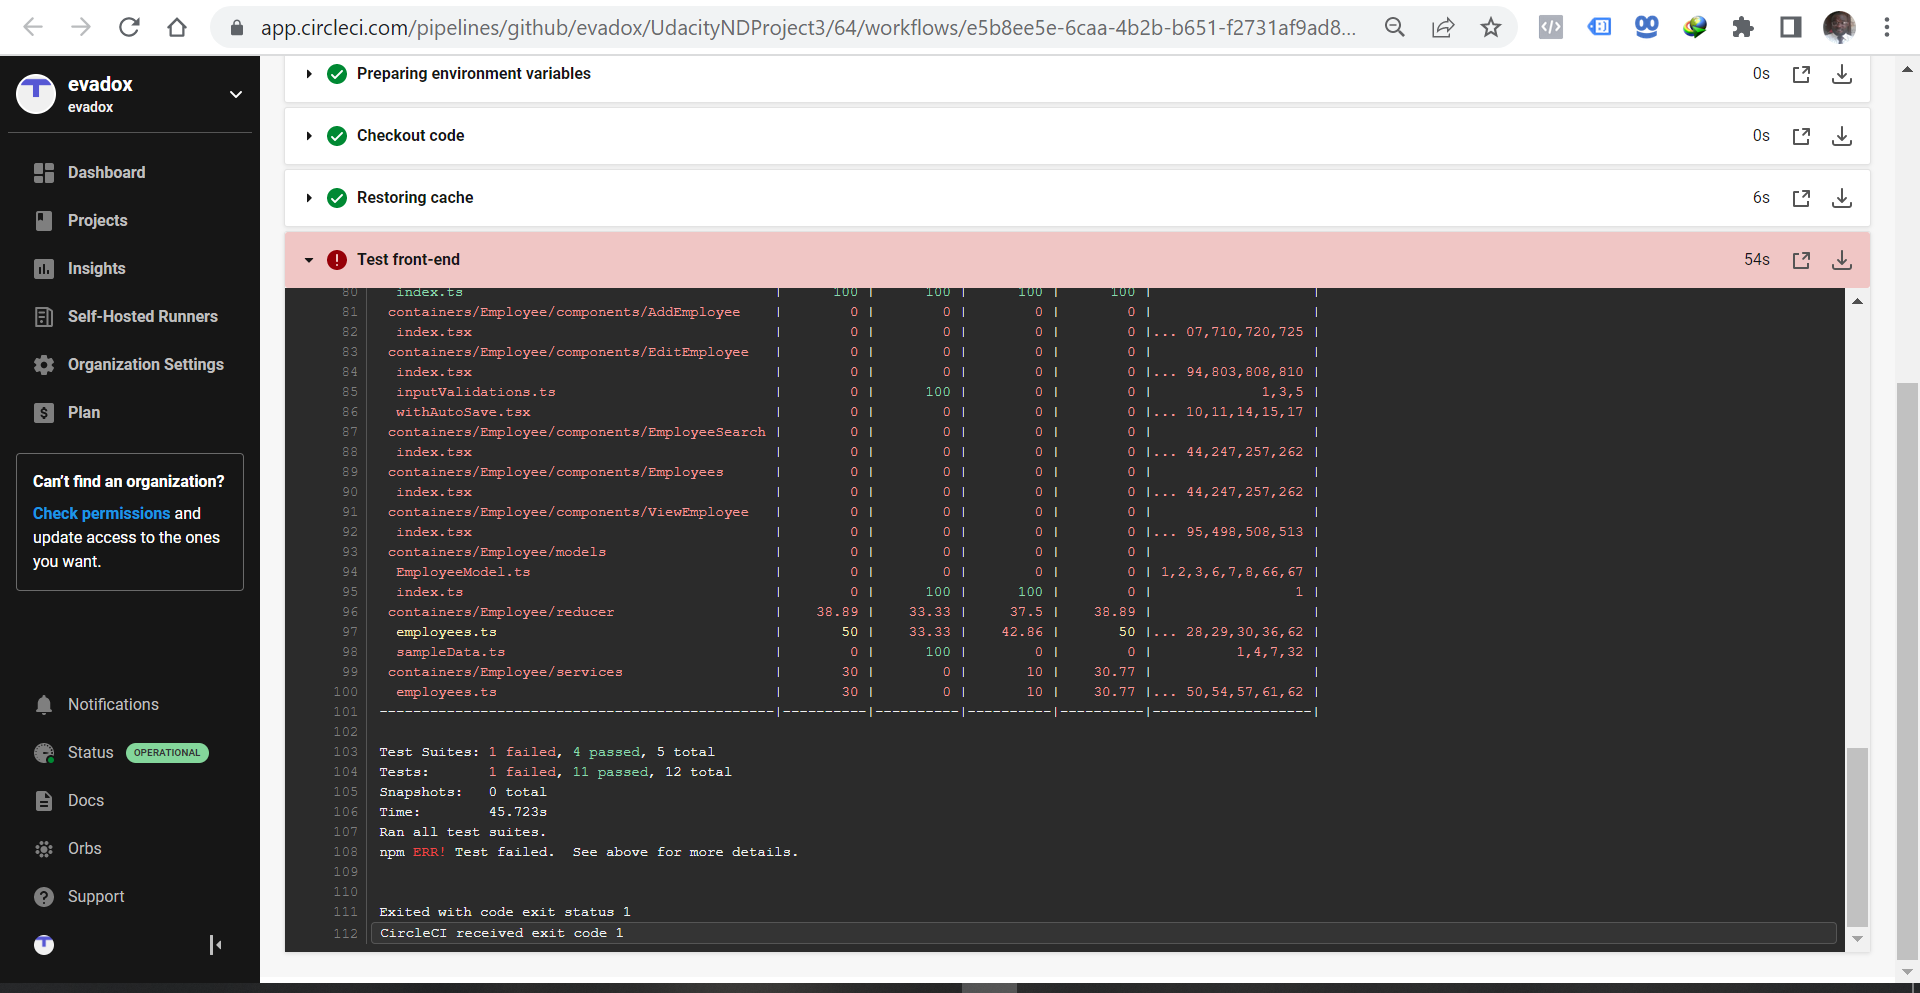 app.circleci.com/pipelines/github/evadox/UdacityNDProject3/64/workflows/e5b8ee5e-6caa-4b2b-b651-f2731af9ad8...
evadox
evadox
Dashboard
Projects
Insights
Self-Hosted Runners
Organization Settings
Plan
Can't find an organization?
Check permissions and
update access to the ones
you want.
Notifications
Status OPERATIONAL
Docs
Orbs
Support
Preparing environment variables 0s
Checkout code 0s
Restoring cache 6s
Test front-end 54s
80 index.ts | 100 | 100 | 100 | 100 | |
81 containers/Employee/components/AddEmployee | 0 | 0 | 0 | 0 | |
82 index.tsx | 0 | 0 | 0 | 0 |... 07,710,720,725 |
83 containers/Employee/components/EditEmployee | 0 | 0 | 0 | 0 | |
84 index.tsx | 0 | 0 | 0 | 0 |... 94,803,808,810 |
85 inputValidations.ts | 0 | 100 | 0 | 0 | 1,3,5 |
86 withAutoSave.tsx | 0 | 0 | 0 | 0 |... 10,11,14,15,17 |
87 containers/Employee/components/EmployeeSearch | 0 | 0 | 0 | 0 | |
88 index.tsx | 0 | 0 | 0 | 0 |... 44,247,257,262 |
89 containers/Employee/components/Employees | 0 | 0 | 0 | 0 | |
90 index.tsx | 0 | 0 | 0 | 0 |... 44,247,257,262 |
91 containers/Employee/components/ViewEmployee | 0 | 0 | 0 | 0 | |
92 index.tsx | 0 | 0 | 0 | 0 |... 95,498,508,513 |
93 containers/Employee/models | 0 | 0 | 0 | 0 | |
94 EmployeeModel.ts | 0 | 0 | 0 | 0 | 1,2,3,6,7,8,66,67 |
95 index.ts | 0 | 100 | 100 | 0 | 1 |
96 containers/Employee/reducer | 38.89 | 33.33 | 37.5 | 38.89 | |
97 employees.ts | 50 | 33.33 | 42.86 | 50 |... 28,29,30,36,62 |
98 sampleData.ts | 0 | 100 | 0 | 0 | 1,4,7,32 |
99 containers/Employee/services | 30 | 0 | 10 | 30.77 | |
100 employees.ts | 30 | 0 | 10 | 30.77 |... 50,54,57,61,62 |
101 -----------------------------------------------|----------|----------|----------|----------|-------------------|
102
103 Test Suites: 1 failed, 4 passed, 5 total
104 Tests: 1 failed, 11 passed, 12 total
105 Snapshots: 0 total
106 Time: 45.723s
107 Ran all test suites.
108 npm ERR! Test failed. See above for more details.
109
110
111 Exited with code exit status 1
112 CircleCI received exit code 1